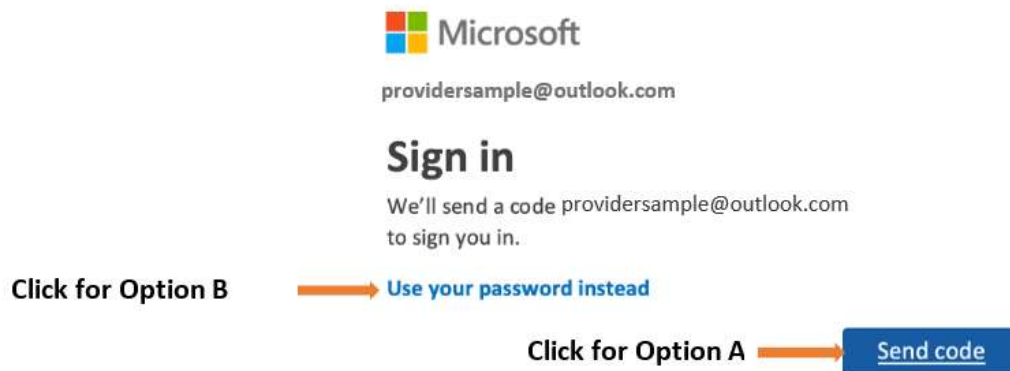 Microsoft
providersample@outlook.com
Sign in
We'll send a code providersample@outlook.com
to sign you in.
Click for Option B
Use your password instead
Click for Option A
Send code